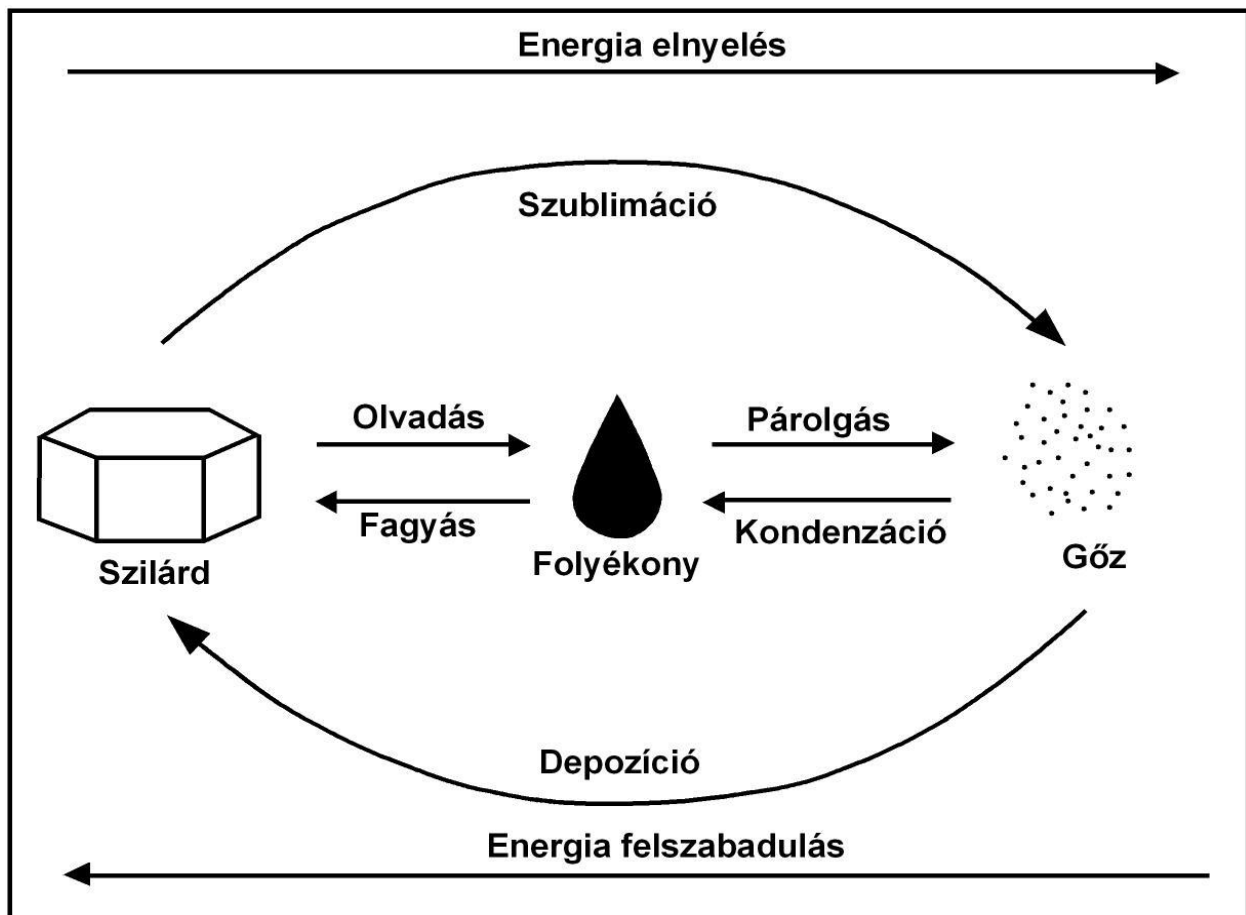 Energia elnyelés
Szublimáció
Olvadás
Párolgás
Fagyás
Kondenzáció
Szilárd
Folyékony
Gőz
Depozíció
Energia felszabadulás